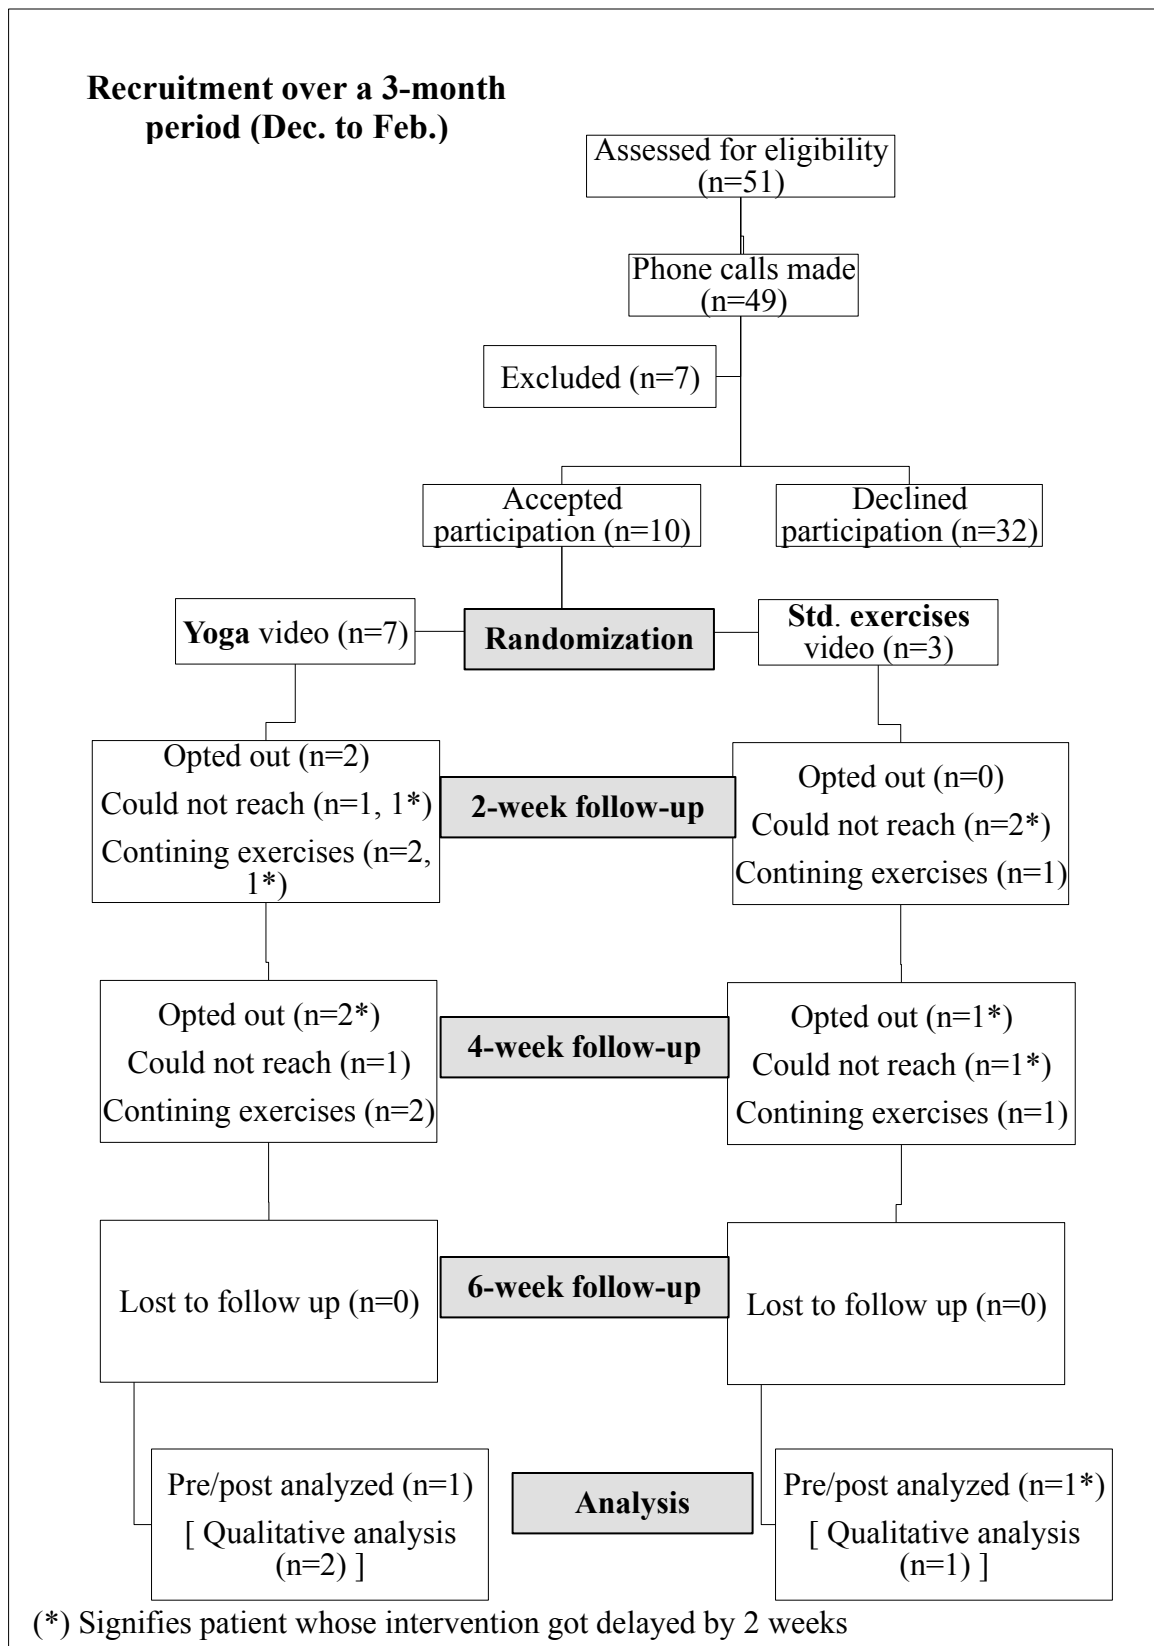 Recruitment over a 3-month
period (Dec. to Feb.)
Assessed for eligibility
(n=51)
Phone calls made
(n=49)
Excluded (n=7)
Accepted
participation (n=10)
Declined
participation (n=32)
Yoga video (n=7)
Randomization
Std. exercises
video (n=3)
Opted out (n=2)
Could not reach (n=1, 1*)
Contining exercises (n=2,
1*)
2-week follow-up
Opted out (n=0)
Could not reach (n=2*)
Contining exercises (n=1)
Opted out (n=2*)
Could not reach (n=1)
Contining exercises (n=2)
4-week follow-up
Opted out (n=1*)
Could not reach (n=1*)
Contining exercises (n=1)
Lost to follow up (n=0)
6-week follow-up
Lost to follow up (n=0)
Pre/post analyzed (n=1)
[ Qualitative analysis
(n=2) ]
Analysis
Pre/post analyzed (n=1*)
[ Qualitative analysis
(n=1) ]
(*) Signifies patient whose intervention got delayed by 2 weeks